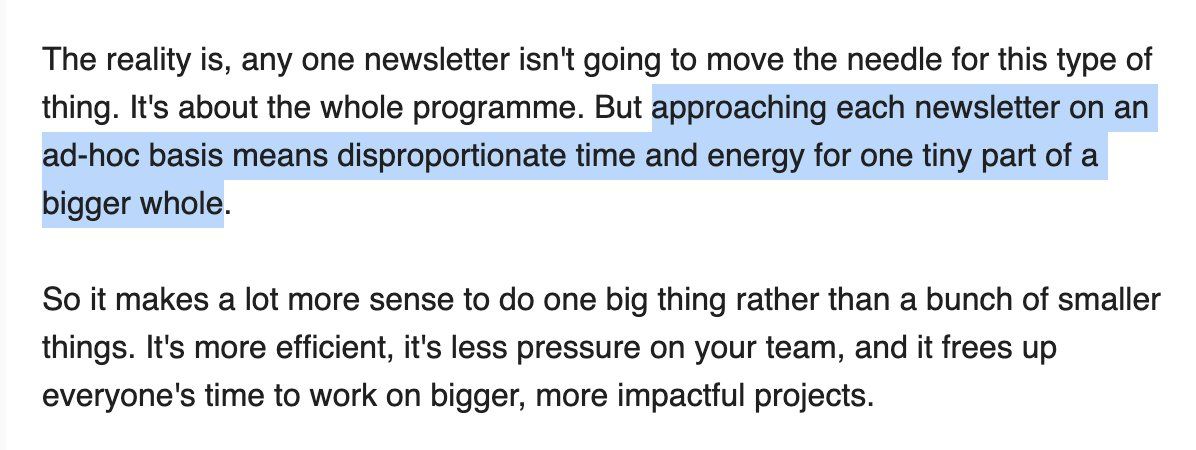 The reality is, any one newsletter isn't going to move the needle for this type of
thing. It's about the whole programme. But approaching each newsletter on an
ad-hoc basis means disproportionate time and energy for one tiny part of a
bigger whole.
So it makes a lot more sense to do one big thing rather than a bunch of smaller
things. It's more efficient, it's less pressure on your team, and it frees up
everyone's time to work on bigger, more impactful projects.